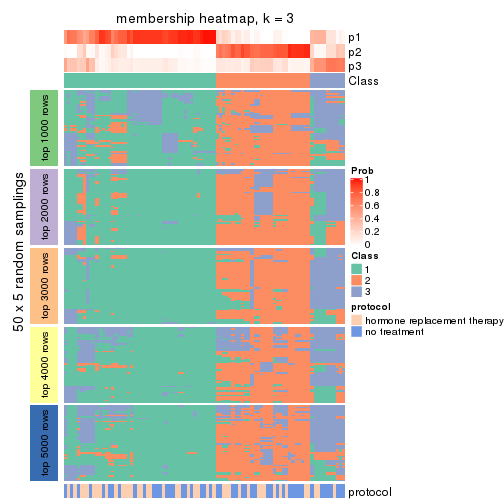 membership heatmap, k = 3
p1
p2
p3
Class
50 x 5 random samplings
top 1000 rows
top 2000 rows
top 3000 rows
top 4000 rows
top 5000 rows
Prob
1
0.8
0.6
0.4
0.2
0
Class
1
2
3
protocol
hormone replacement therapy
no treatment
protocol